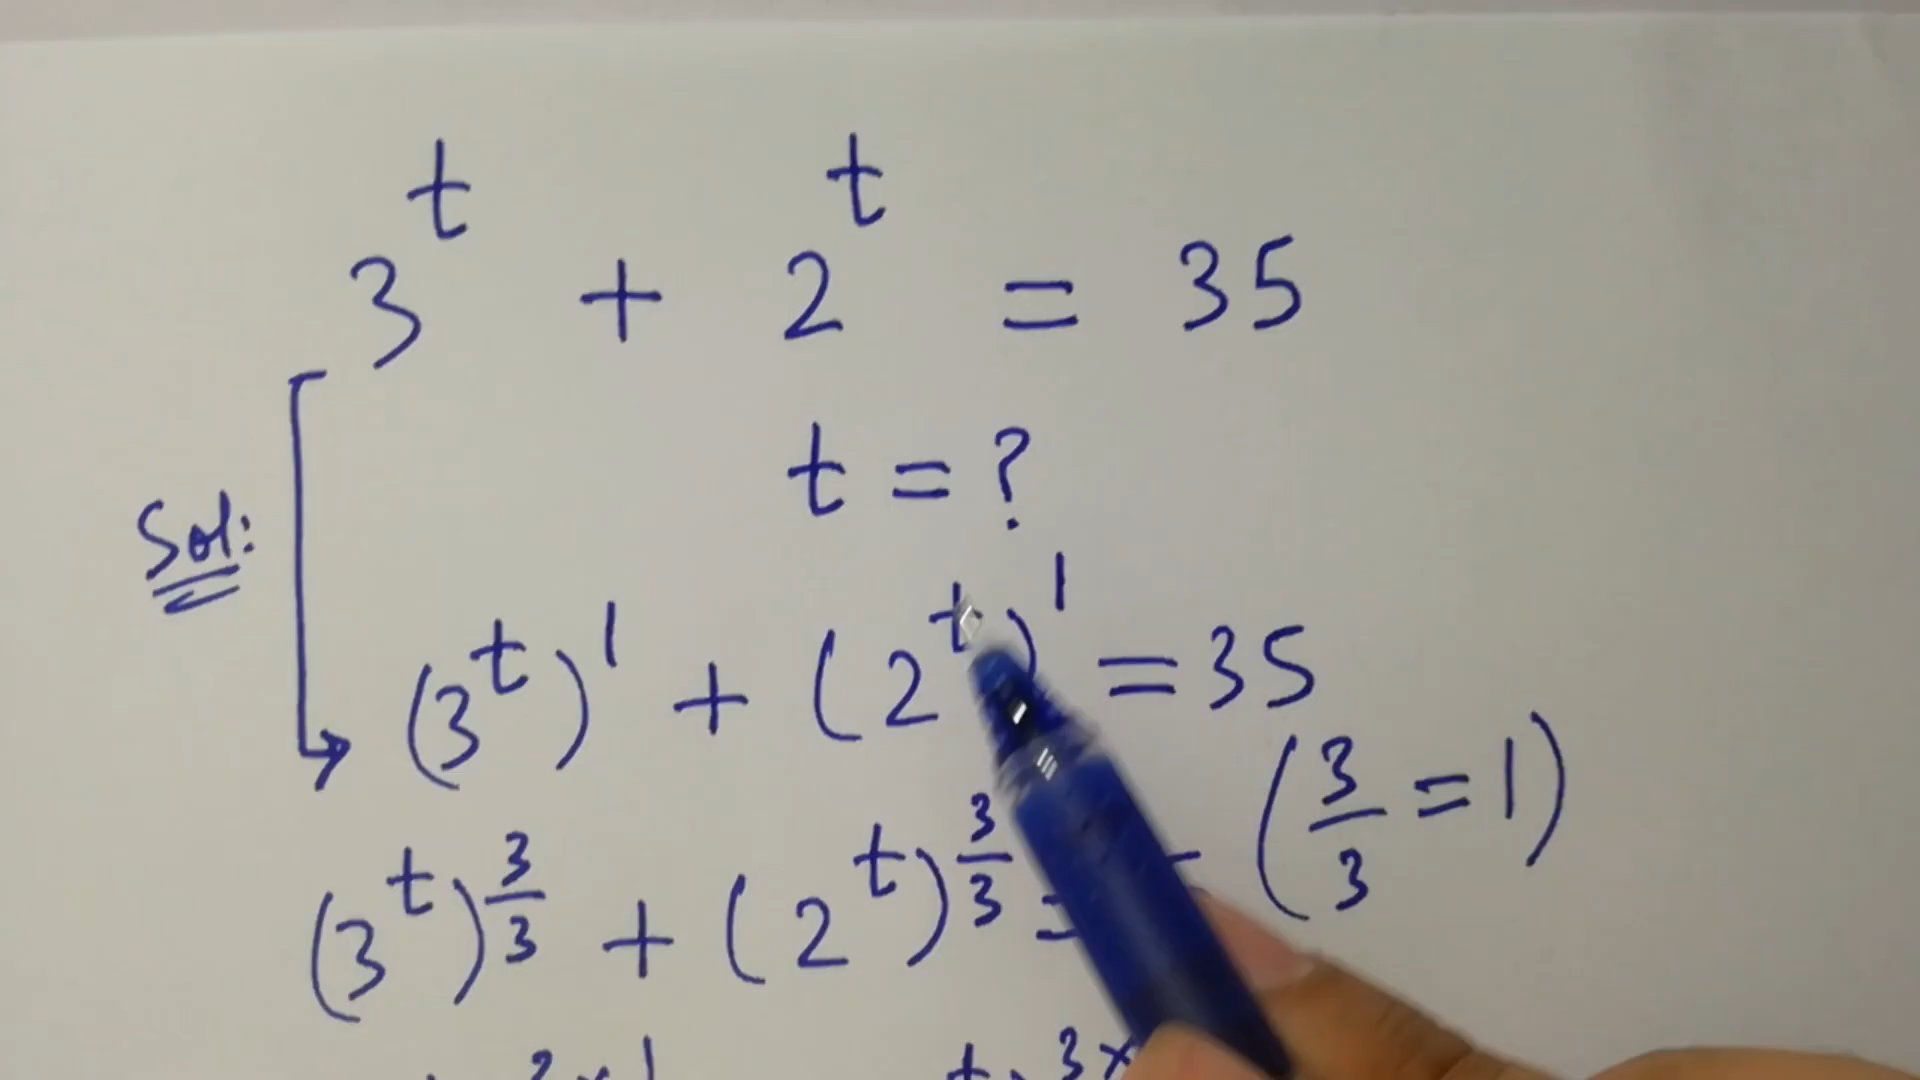 3^t + 2^t = 35
t = ?
Sol:
(3^t)^1 + (2^t)^1 = 35
(3/3 = 1)
(3^t)^(3/3) + (2^t)^(3/3) =